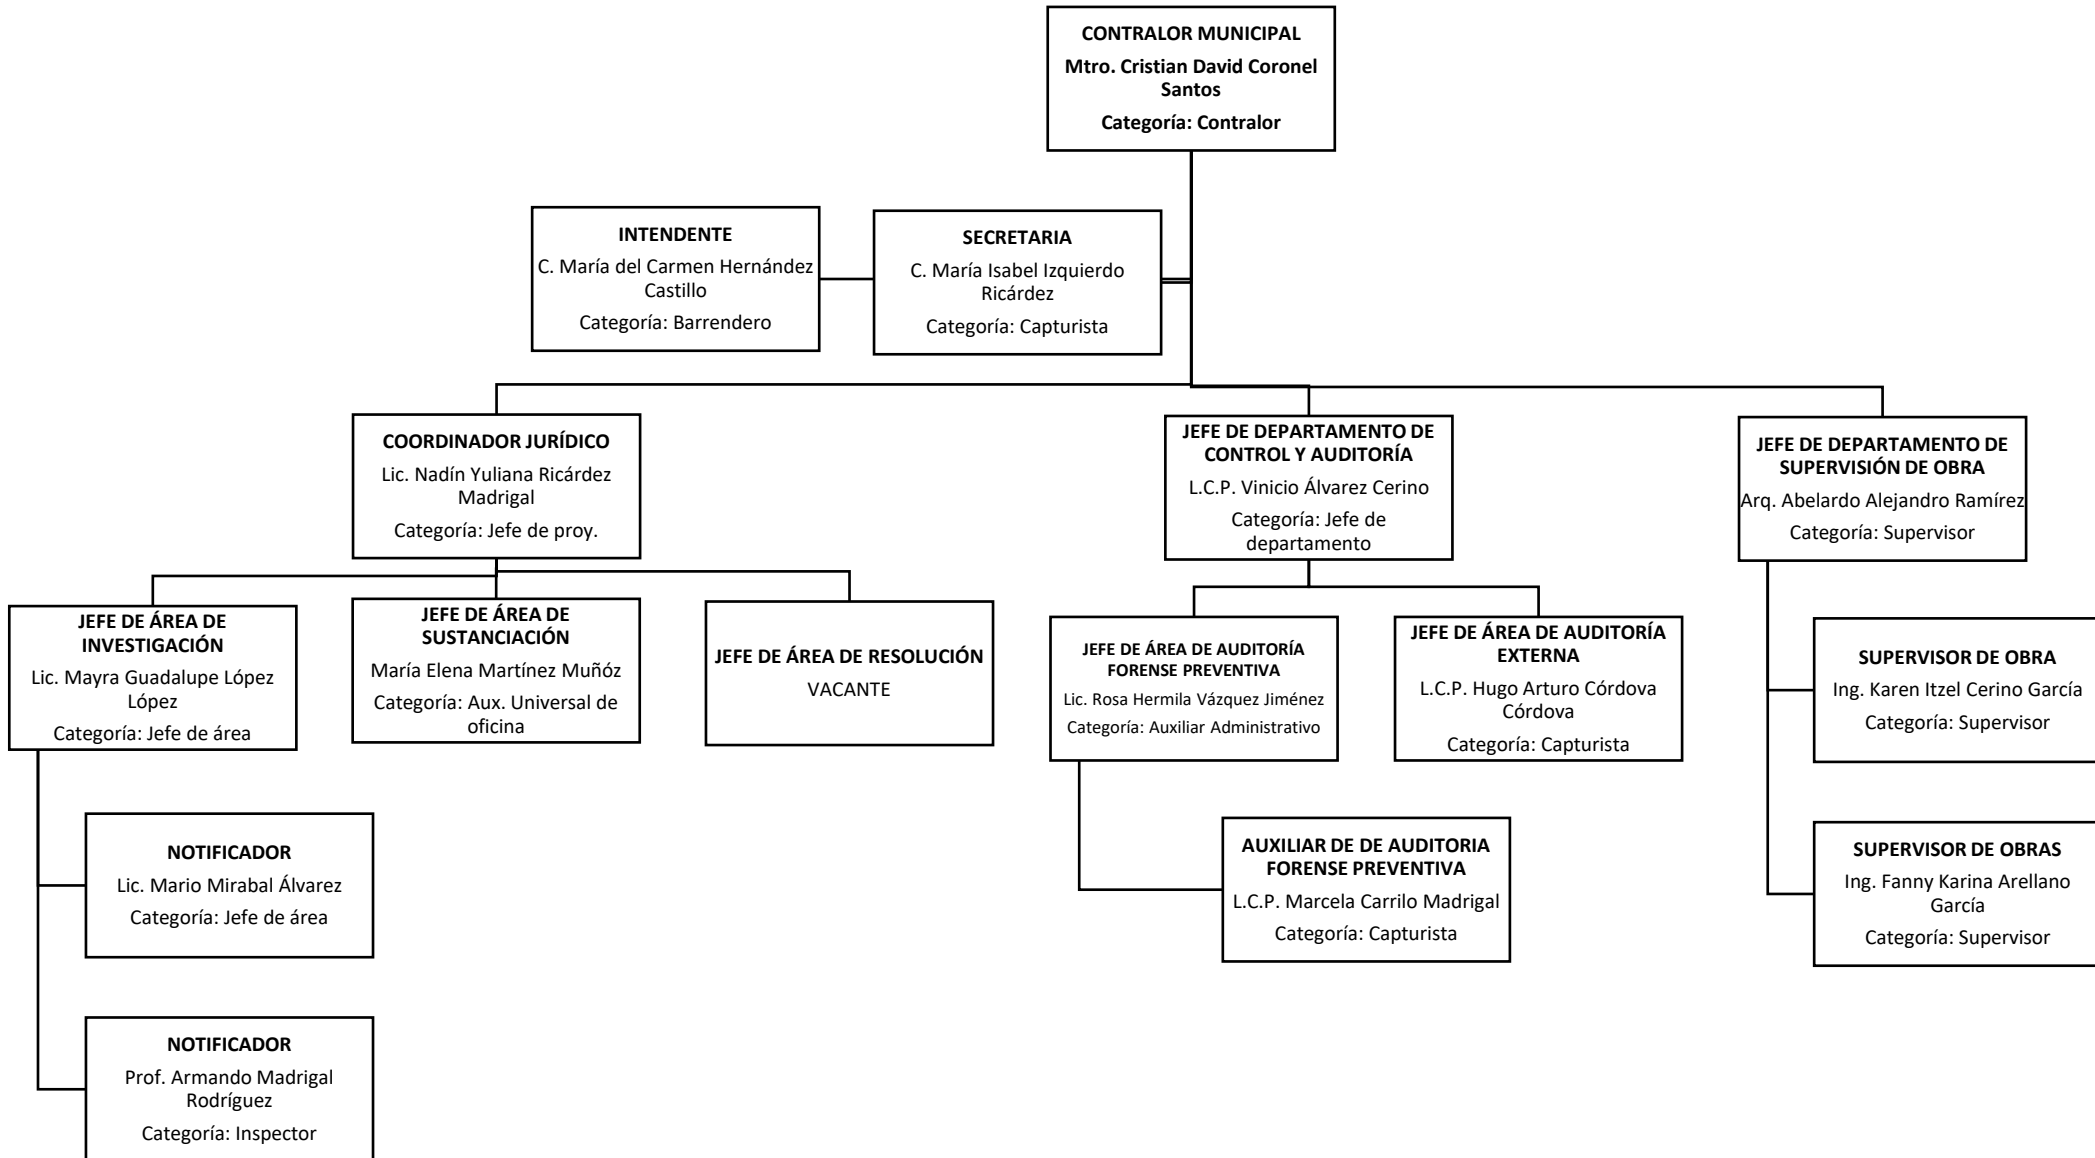 CONTRALOR MUNICIPAL
Mtro. Cristian David Coronel
Santos
Categoría: Contralor
INTENDENTE
C. María del Carmen Hernández
Castillo
Categoría: Barrendero
SECRETARIA
C. María Isabel Izquierdo
Ricárdez
Categoría: Capturista
COORDINADOR JURÍDICO
Lic. Nadín Yuliana Ricárdez
Madrigal
Categoría: Jefe de proy.
JEFE DE DEPARTAMENTO DE
CONTROL Y AUDITORÍA
L.C.P. Vinicio Álvarez Cerino
Categoría: Jefe de
departamento
JEFE DE DEPARTAMENTO DE
SUPERVISIÓN DE OBRA
Arq. Abelardo Alejandro Ramírez
Categoría: Supervisor
JEFE DE ÁREA DE
INVESTIGACIÓN
Lic. Mayra Guadalupe López
López
Categoría: Jefe de área
JEFE DE ÁREA DE
SUSTANCIACIÓN
María Elena Martínez Muñóz
Categoría: Aux. Universal de
oficina
JEFE DE ÁREA DE RESOLUCIÓN
VACANTE
JEFE DE ÁREA DE AUDITORÍA
FORENSE PREVENTIVA
Lic. Rosa Hermila Vázquez Jiménez
Categoría: Auxiliar Administrativo
JEFE DE ÁREA DE AUDITORÍA
EXTERNA
L.C.P. Hugo Arturo Córdova
Córdova
Categoría: Capturista
SUPERVISOR DE OBRA
Ing. Karen Itzel Cerino García
Categoría: Supervisor
NOTIFICADOR
Lic. Mario Mirabal Álvarez
Categoría: Jefe de área
AUXILIAR DE DE AUDITORIA
FORENSE PREVENTIVA
L.C.P. Marcela Carrilo Madrigal
Categoría: Capturista
SUPERVISOR DE OBRAS
Ing. Fanny Karina Arellano
García
Categoría: Supervisor
NOTIFICADOR
Prof. Armando Madrigal
Rodríguez
Categoría: Inspector